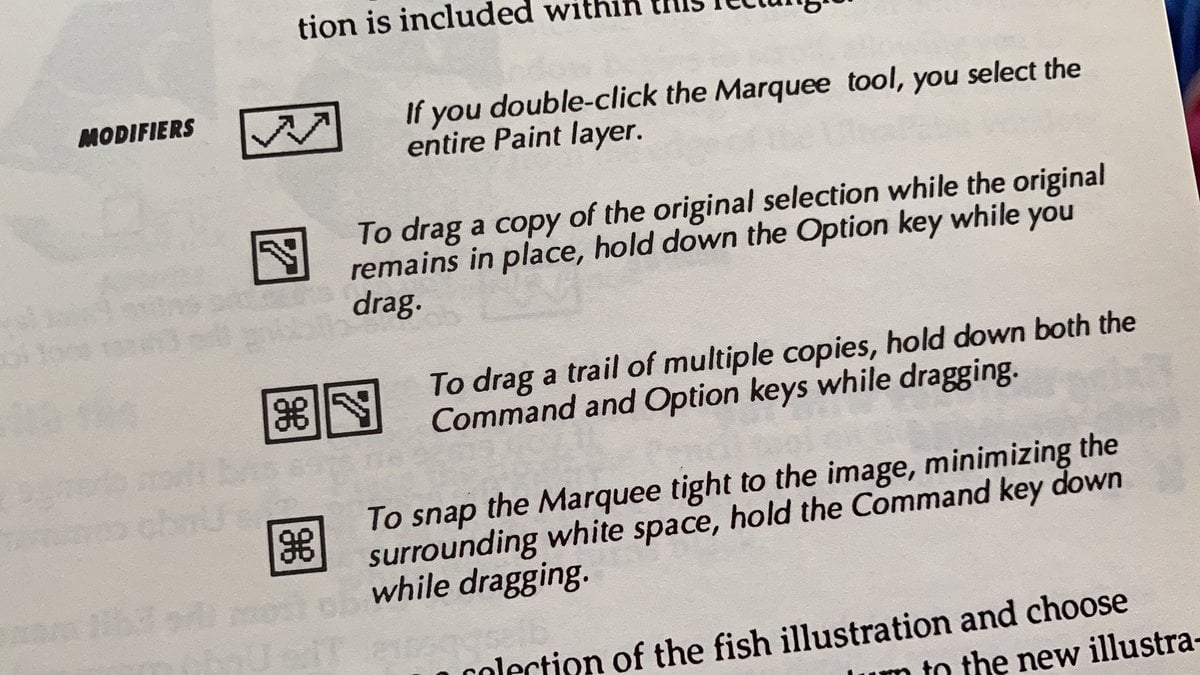 tion is included within this
MODIFIERS
If you double-click the Marquee tool, you select the
entire Paint layer.
To drag a copy of the original selection while the original
remains in place, hold down the Option key while you
drag.
⌘
To drag a trail of multiple copies, hold down both the
Command and Option keys while dragging.
⌘
To snap the Marquee tight to the image, minimizing the
surrounding white space, hold the Command key down
while dragging.
selection of the fish illustration and choose
to the new illustra-